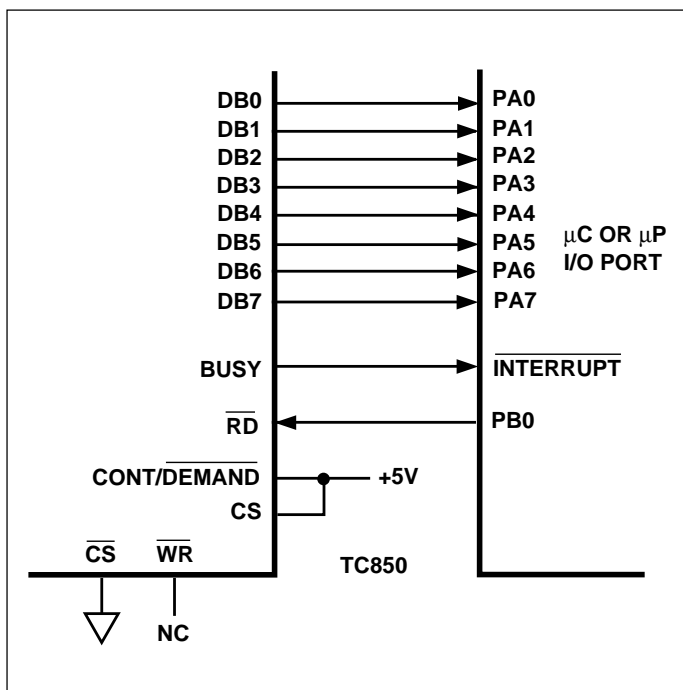 DB0 PA0
DB1 PA1
DB2 PA2
DB3 PA3
DB4 PA4
DB5 PA5
DB6 PA6
DB7 PA7
µC OR µP
I/O PORT
BUSY INTERRUPT
RD PB0
CONT/DEMAND +5V
CS
CS WR
TC850
NC